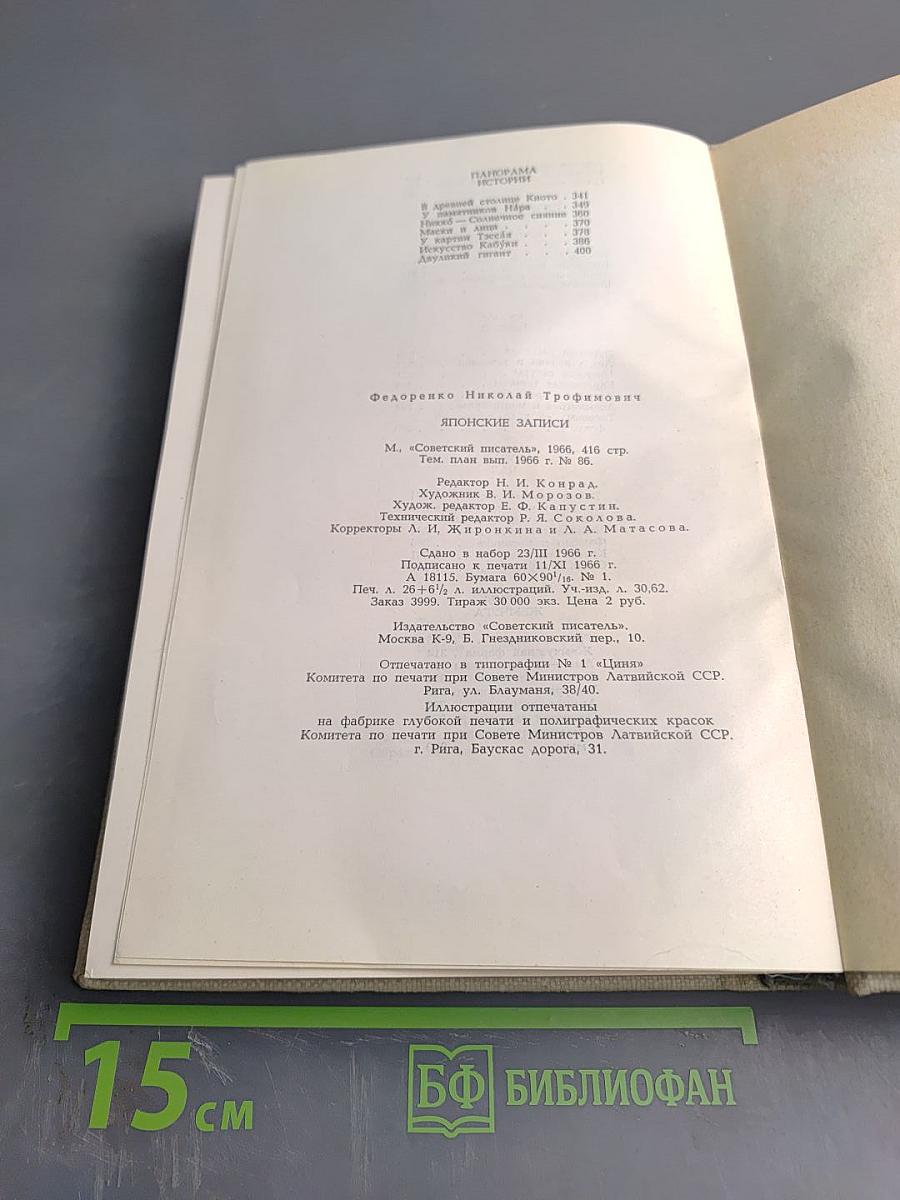 ПАНОРАМА
ИСТОРИИ
В древней столице Киото . 341
У памятников На́ра . . 349
Никко́ — Солнечное сияние 360
Маски и лица . . . . 370
У картин Тэсса́я . . . 378
Искусство Кабу́ки . . . 386
Двуликий гигант . . . 400
Федоренко Николай Трофимович
ЯПОНСКИЕ ЗАПИСИ
М., «Советский писатель», 1966, 416 стр.
Тем. план вып. 1966 г. № 86.
Редактор Н. И. Конрад.
Художник В. И. Морозов.
Худож. редактор Е. Ф. Капустин.
Технический редактор Р. Я. Соколова.
Корректоры Л. И, Жиронкина и Л. А. Матасова.
Сдано в набор 23/III 1966 г.
Подписано к печати 11/XI 1966 г.
А 18115. Бумага 60×90¹/₁₆. № 1.
Печ. л. 26+6¹/₂ л. иллюстраций. Уч.-изд. л. 30,62.
Заказ 3999. Тираж 30 000 экз. Цена 2 руб.
Издательство «Советский писатель».
Москва К-9, Б. Гнездниковский пер., 10.
Отпечатано в типографии № 1 «Циня»
Комитета по печати при Совете Министров Латвийской ССР.
Рига, ул. Блауманя, 38/40.
Иллюстрации отпечатаны
на фабрике глубокой печати и полиграфических красок
Комитета по печати при Совете Министров Латвийской ССР.
г. Рига, Баускас дорога, 31.
15 см
БФ БИБЛИОФАН